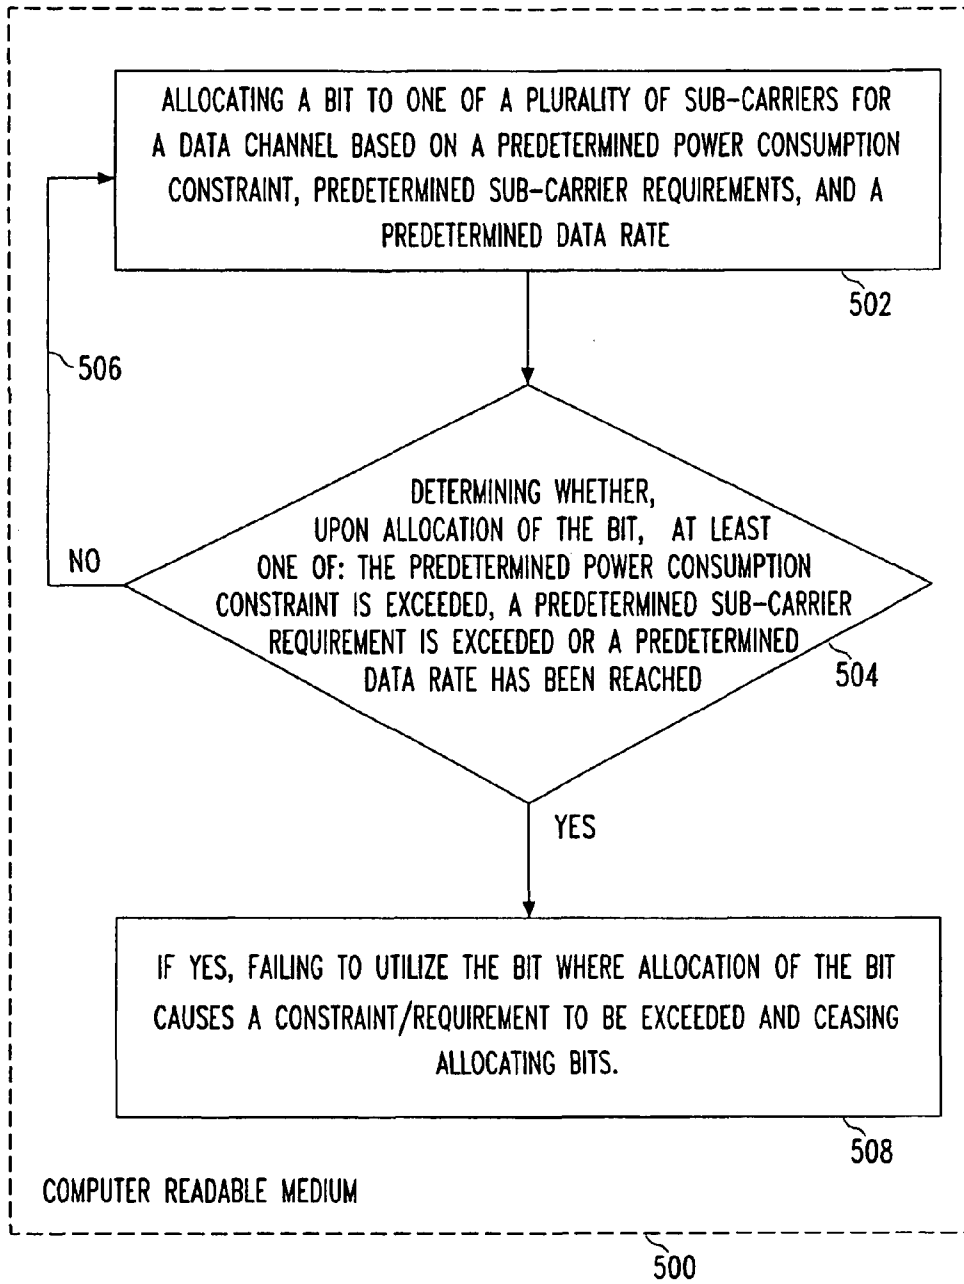 ALLOCATING A BIT TO ONE OF A PLURALITY OF SUB-CARRIERS FOR
A DATA CHANNEL BASED ON A PREDETERMINED POWER CONSUMPTION
CONSTRAINT, PREDETERMINED SUB-CARRIER REQUIREMENTS, AND A
PREDETERMINED DATA RATE
502
506
DETERMINING WHETHER,
UPON ALLOCATION OF THE BIT, AT LEAST
NO
ONE OF: THE PREDETERMINED POWER CONSUMPTION
CONSTRAINT IS EXCEEDED, A PREDETERMINED SUB-CARRIER
REQUIREMENT IS EXCEEDED OR A PREDETERMINED
DATA RATE HAS BEEN REACHED
504
YES
IF YES, FAILING TO UTILIZE THE BIT WHERE ALLOCATION OF THE BIT
CAUSES A CONSTRAINT/REQUIREMENT TO BE EXCEEDED AND CEASING
ALLOCATING BITS.
508
COMPUTER READABLE MEDIUM
500